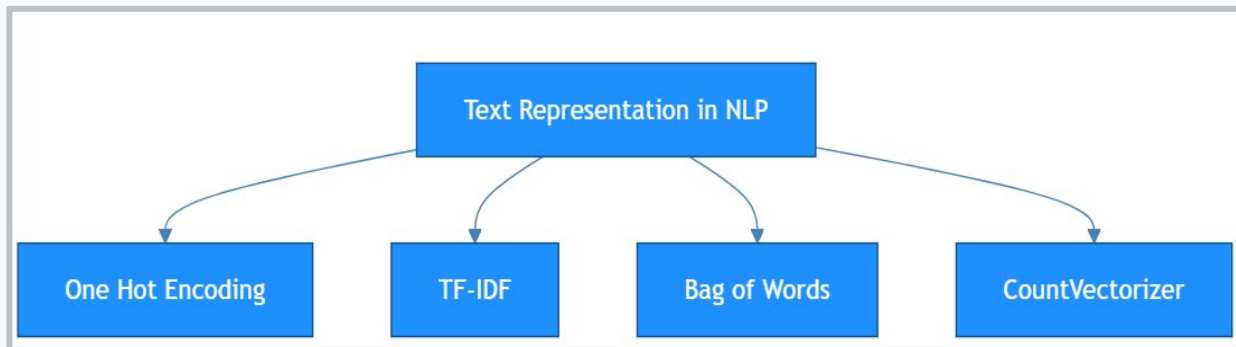 Text Representation in NLP
One Hot Encoding
TF-IDF
Bag of Words
CountVectorizer